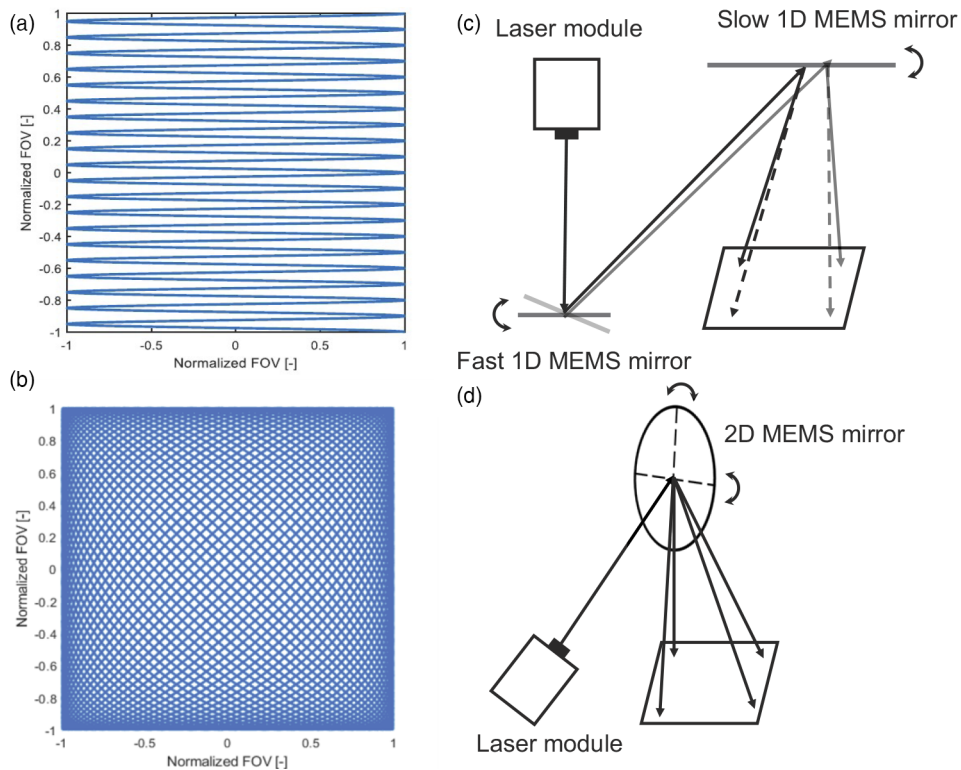 (a)
Normalized FOV [-]
1
0.8
0.6
0.4
0.2
0
-0.2
-0.4
-0.6
-0.8
-1
-1 -0.5 0 0.5 1
Normalized FOV [-]
(b)
Normalized FOV [-]
1
0.8
0.6
0.4
0.2
0
-0.2
-0.4
-0.6
-0.8
-1
-1 -0.5 0 0.5 1
Normalized FOV [-]
(c)
Laser module
Slow 1D MEMS mirror
Fast 1D MEMS mirror
(d)
2D MEMS mirror
Laser module